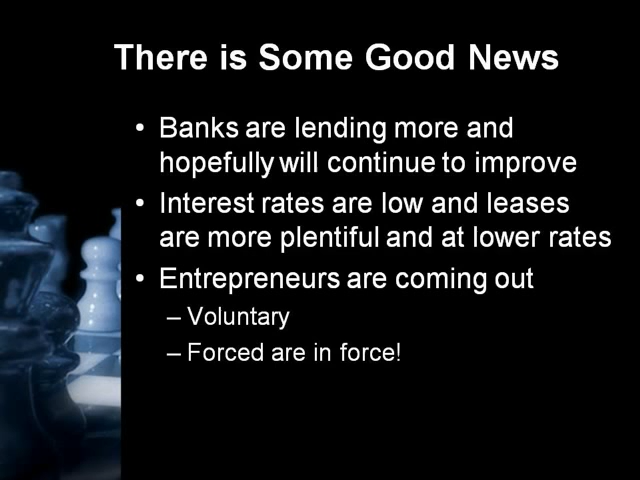 There is Some Good News
• Banks are lending more and
hopefully will continue to improve
• Interest rates are low and leases
are more plentiful and at lower rates
• Entrepreneurs are coming out
– Voluntary
– Forced are in force!